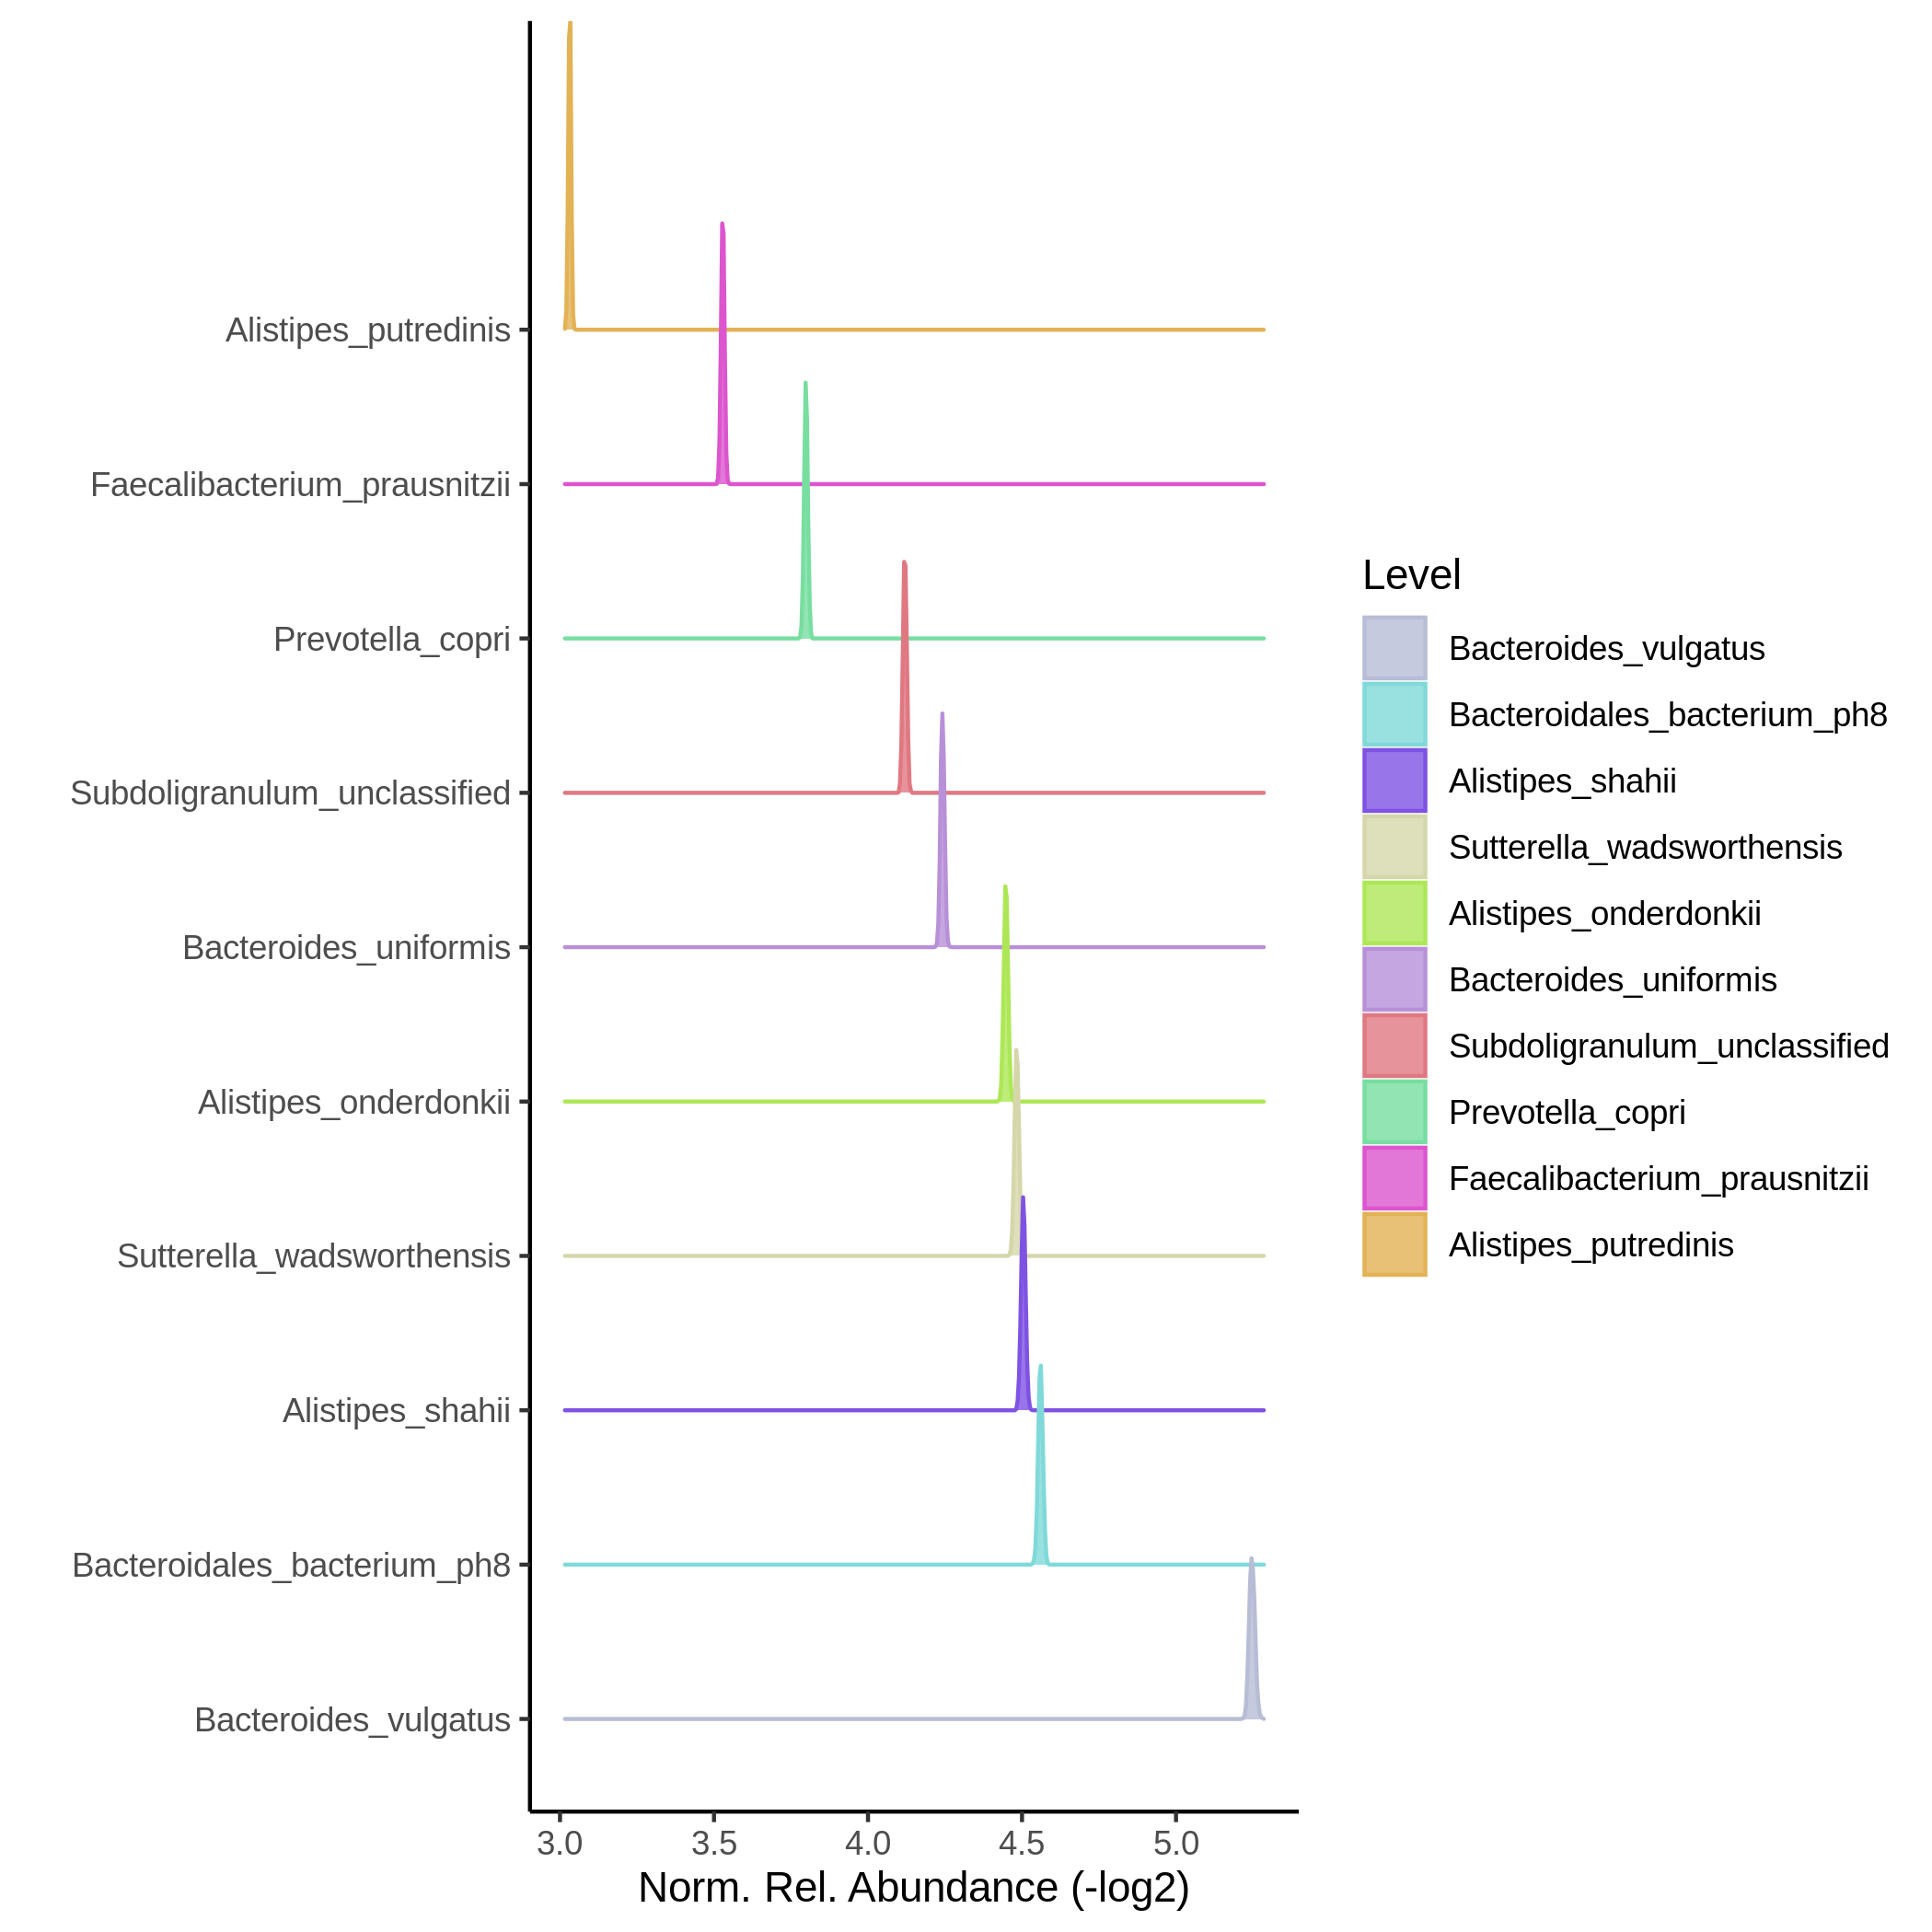 Alistipes_putredinis
Faecalibacterium_prausnitzii
Prevotella_copri
Subdoligranulum_unclassified
Bacteroides_uniformis
Alistipes_onderdonkii
Sutterella_wadsworthensis
Alistipes_shahii
Bacteroidales_bacterium_ph8
Bacteroides_vulgatus
3.0 3.5 4.0 4.5 5.0
Norm. Rel. Abundance (-log2)
Level
Bacteroides_vulgatus
Bacteroidales_bacterium_ph8
Alistipes_shahii
Sutterella_wadsworthensis
Alistipes_onderdonkii
Bacteroides_uniformis
Subdoligranulum_unclassified
Prevotella_copri
Faecalibacterium_prausnitzii
Alistipes_putredinis